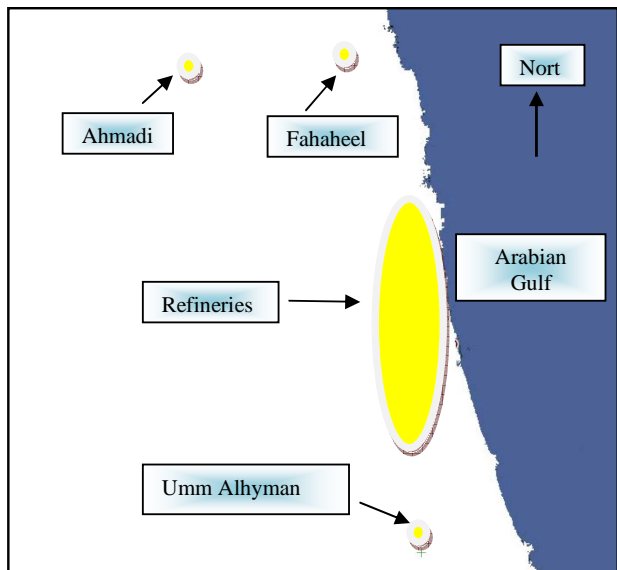 Nort
Ahmadi
Fahaheel
Arabian
Gulf
Refineries
Umm Alhyman